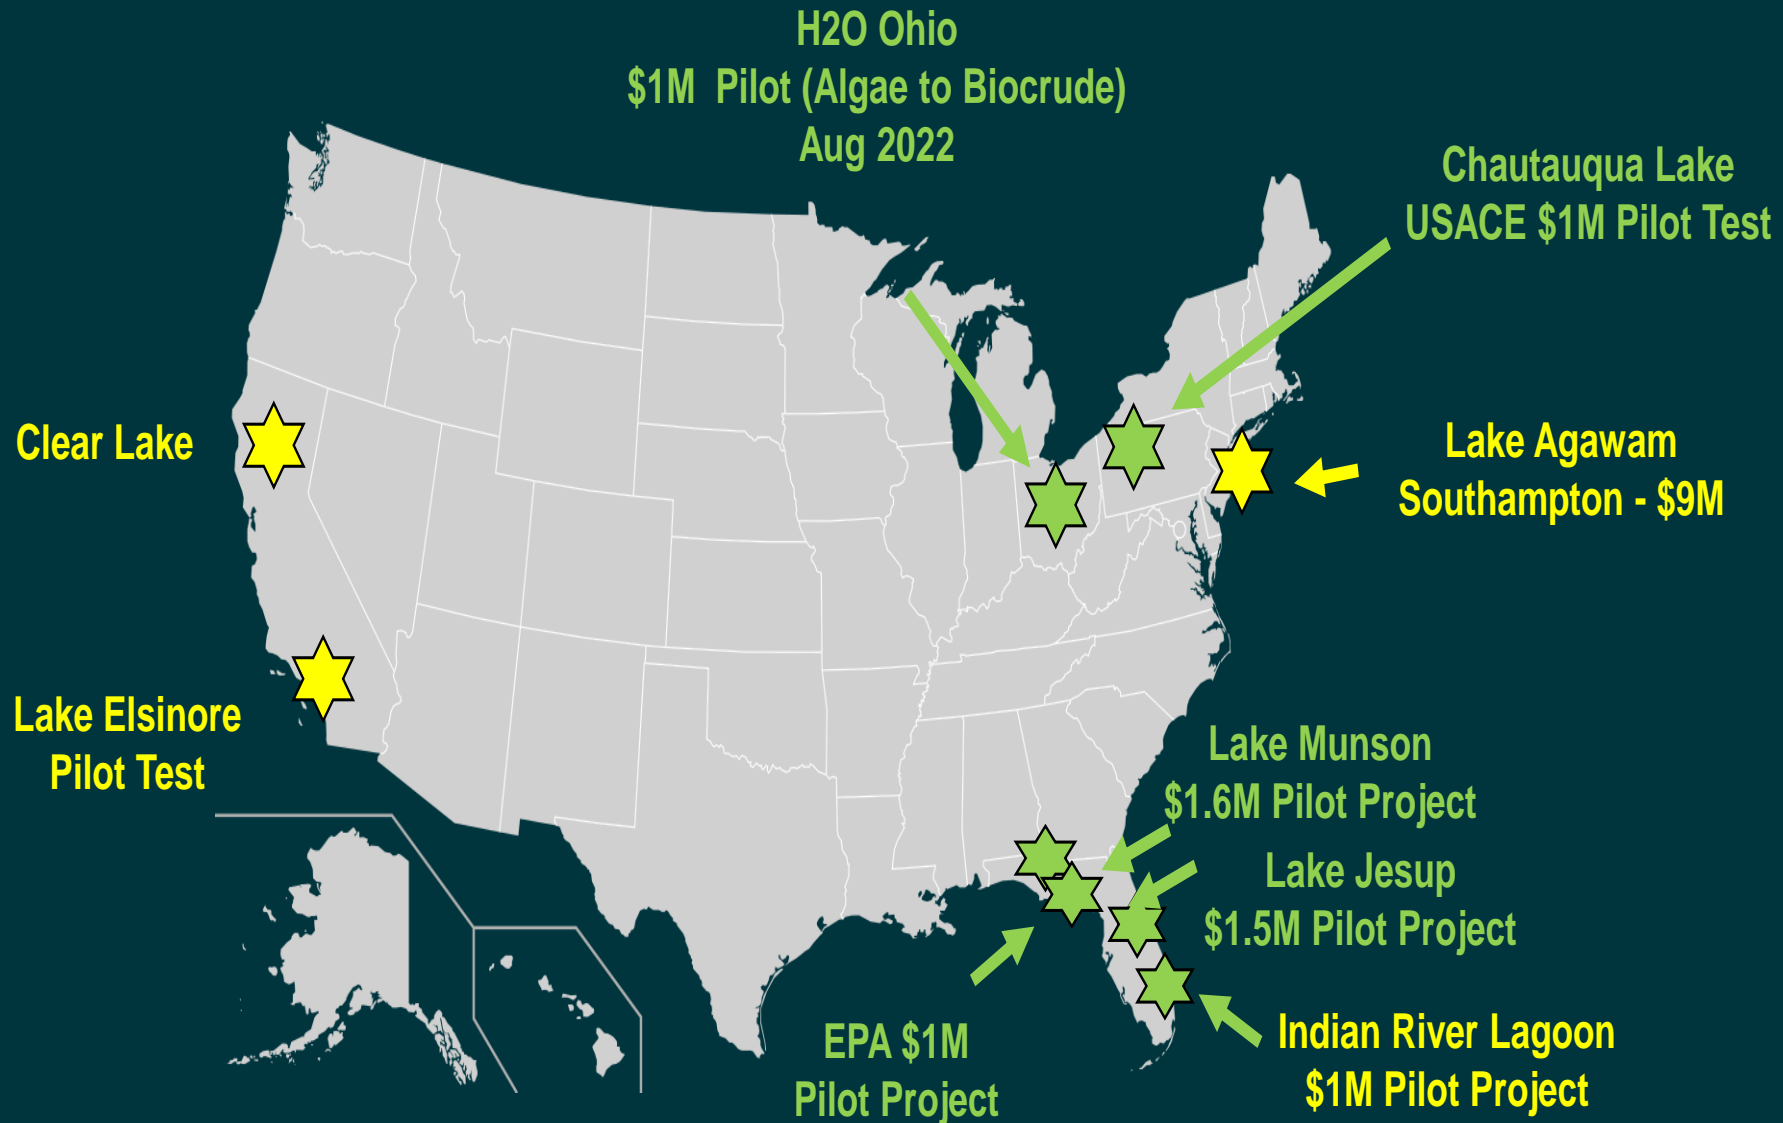 H2O Ohio
$1M Pilot (Algae to Biocrude)
Aug 2022
Chautauqua Lake
USACE $1M Pilot Test
Clear Lake
Lake Agawam
Southampton - $9M
Lake Elsinore
Pilot Test
Lake Munson
$1.6M Pilot Project
Lake Jesup
$1.5M Pilot Project
EPA $1M
Pilot Project
Indian River Lagoon
$1M Pilot Project